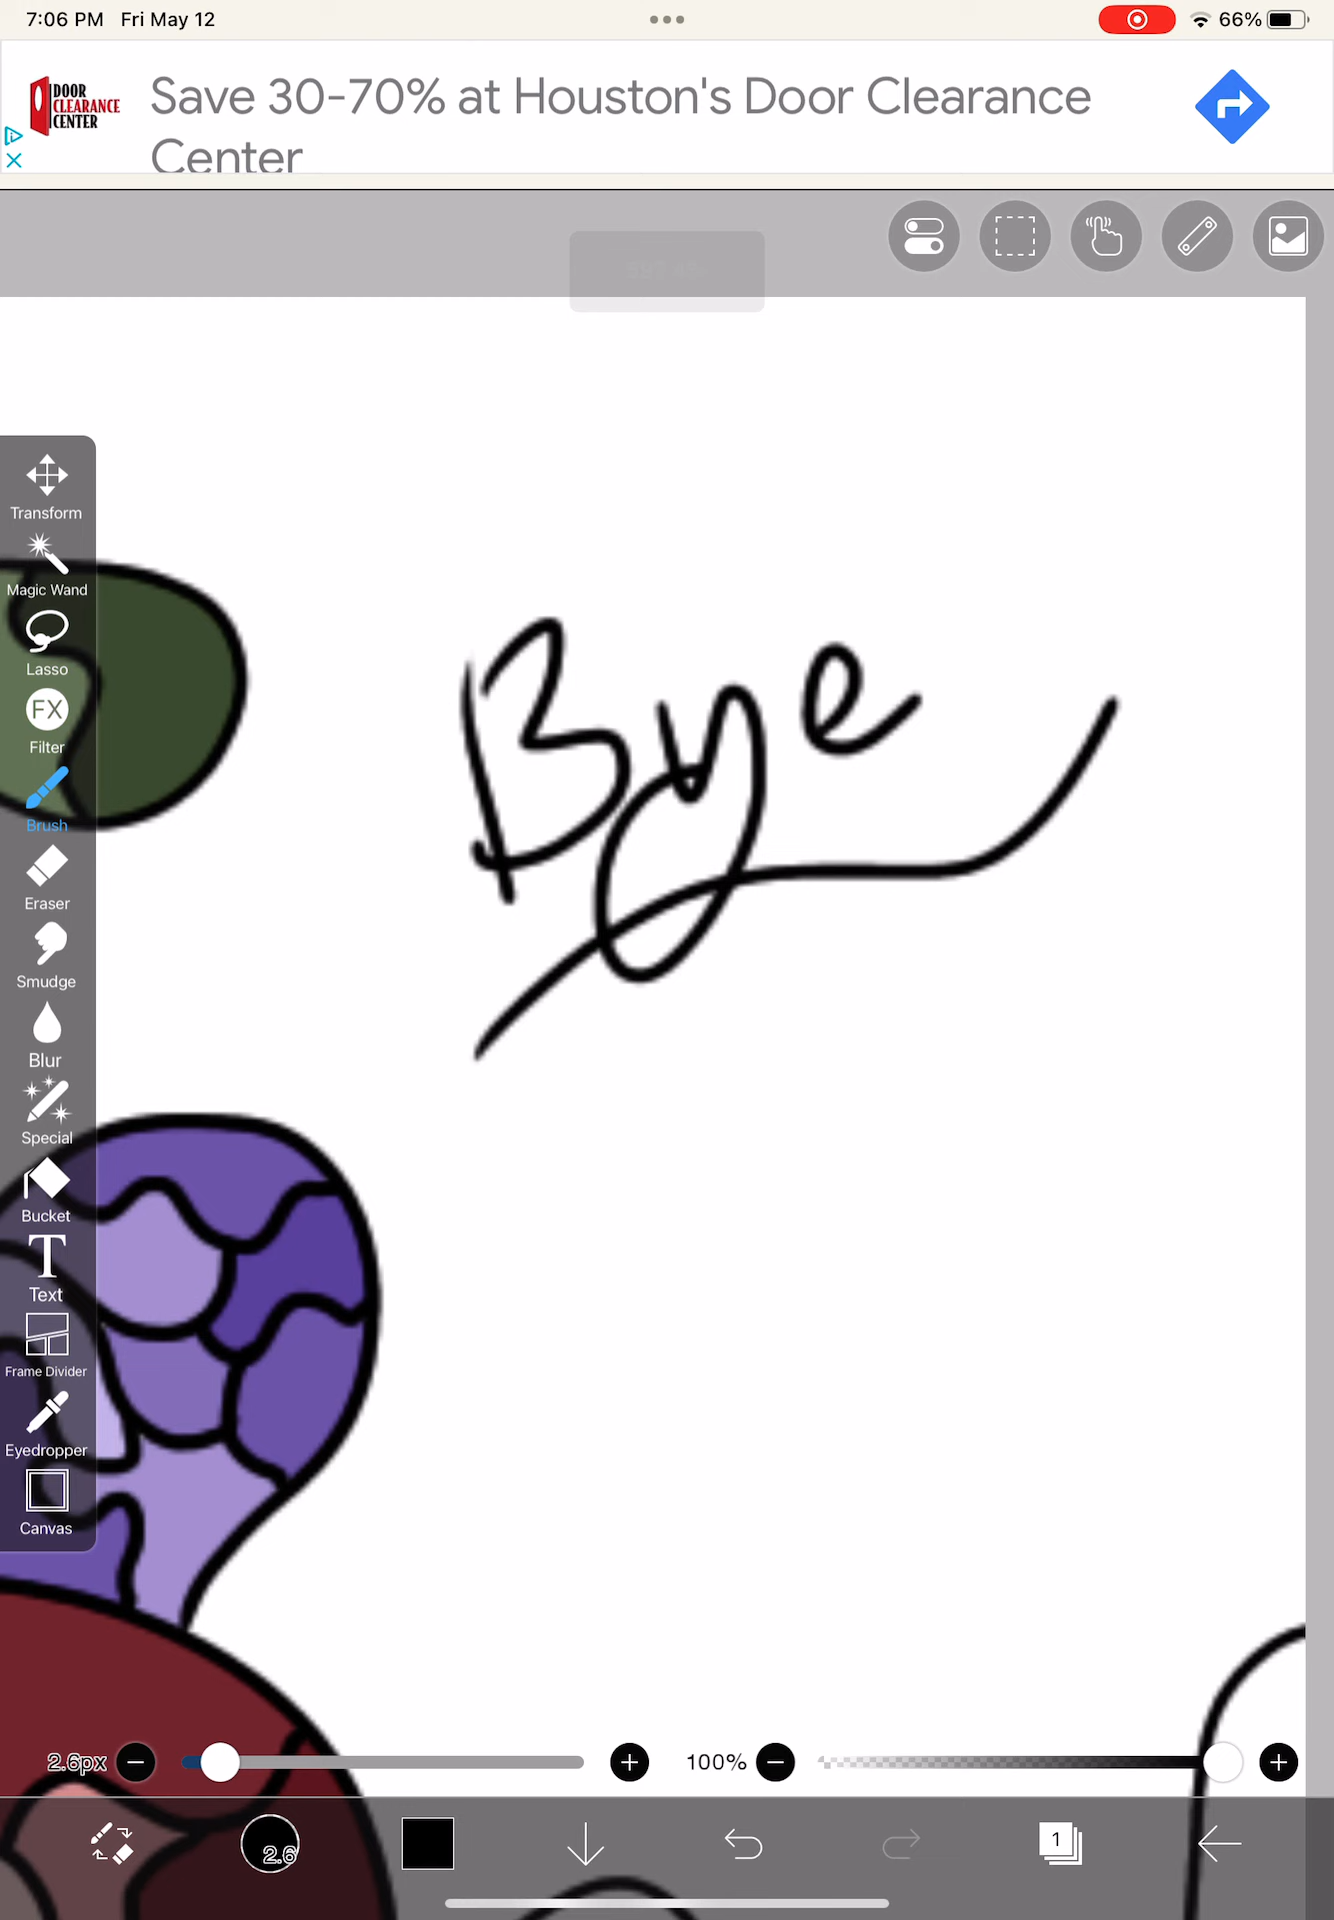 7:06 PM Fri May 12
66%
DOOR
CLEARANCE
CENTER
Save 30-70% at Houston's Door Clearance
Center
Transform
Magic Wand
Lasso
FX
Filter
Brush
Eraser
Smudge
Blur
Special
Bucket
T
Text
Frame Divider
Eyedropper
Canvas
Bye
2.6px
100%
2.6
1